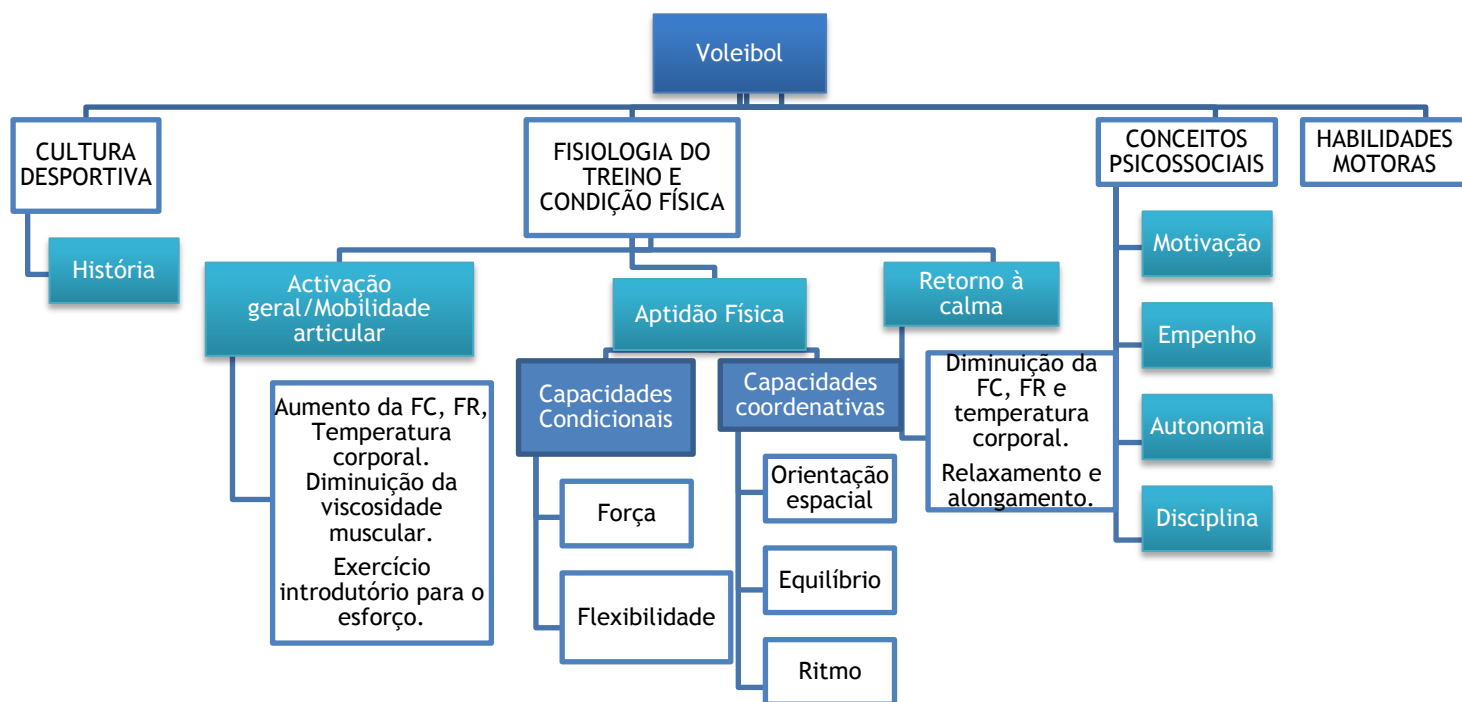 Voleibol
CULTURA
DESPORTIVA
História
FISIOLOGIA DO
TREINO E
CONDIÇÃO FÍSICA
Activação
geral/Mobilidade
articular
Aumento da FC, FR,
Temperatura
corporal.
Diminuição da
viscosidade
muscular.
Exercício
introdutório para o
esforço.
Aptidão Física
Capacidades
Condicionais
Força
Flexibilidade
Capacidades
coordenativas
Orientação
espacial
Equilíbrio
Ritmo
Retorno à
calma
Diminuição da
FC, FR e
temperatura
corporal.
Relaxamento e
alongamento.
CONCEITOS
PSICOSSOCIAIS
Motivação
Empenho
Autonomia
Disciplina
HABILIDADES
MOTORAS